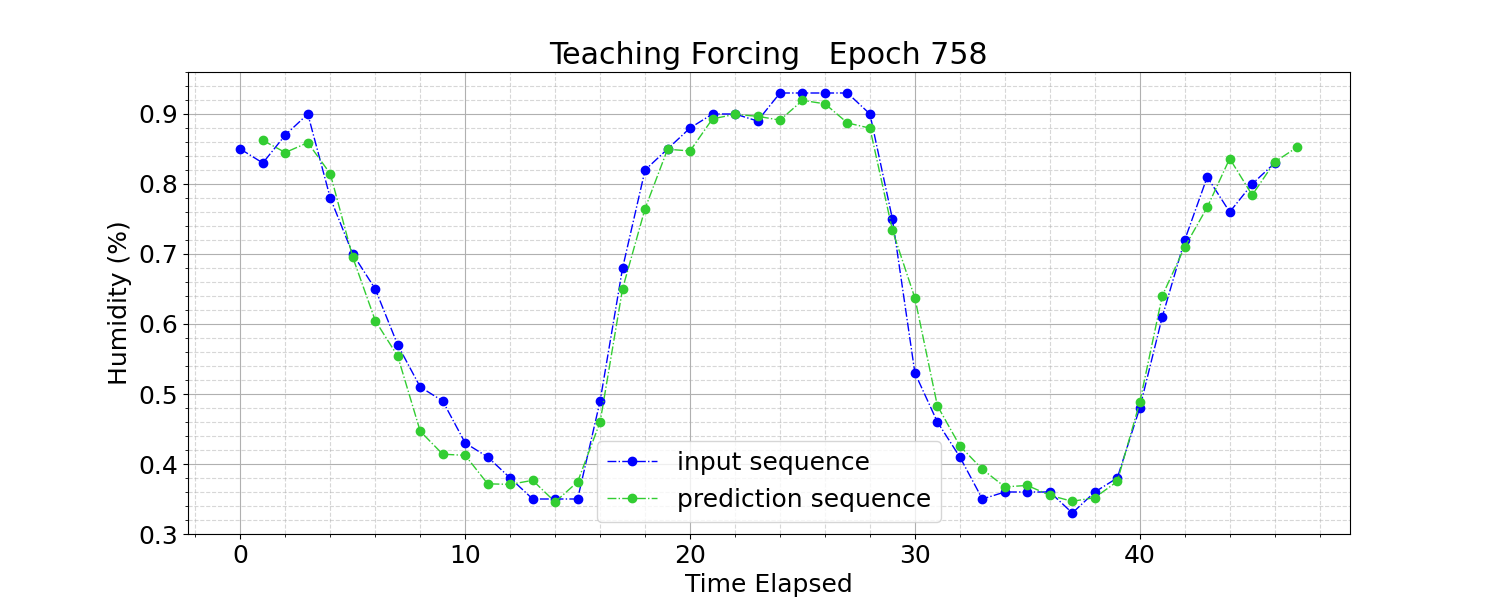 Teaching Forcing   Epoch 758
0.9
0.8
0.7
0.6
0.5
0.4
0.3
Humidity (%)
input sequence
prediction sequence
0 10 20 30 40
Time Elapsed